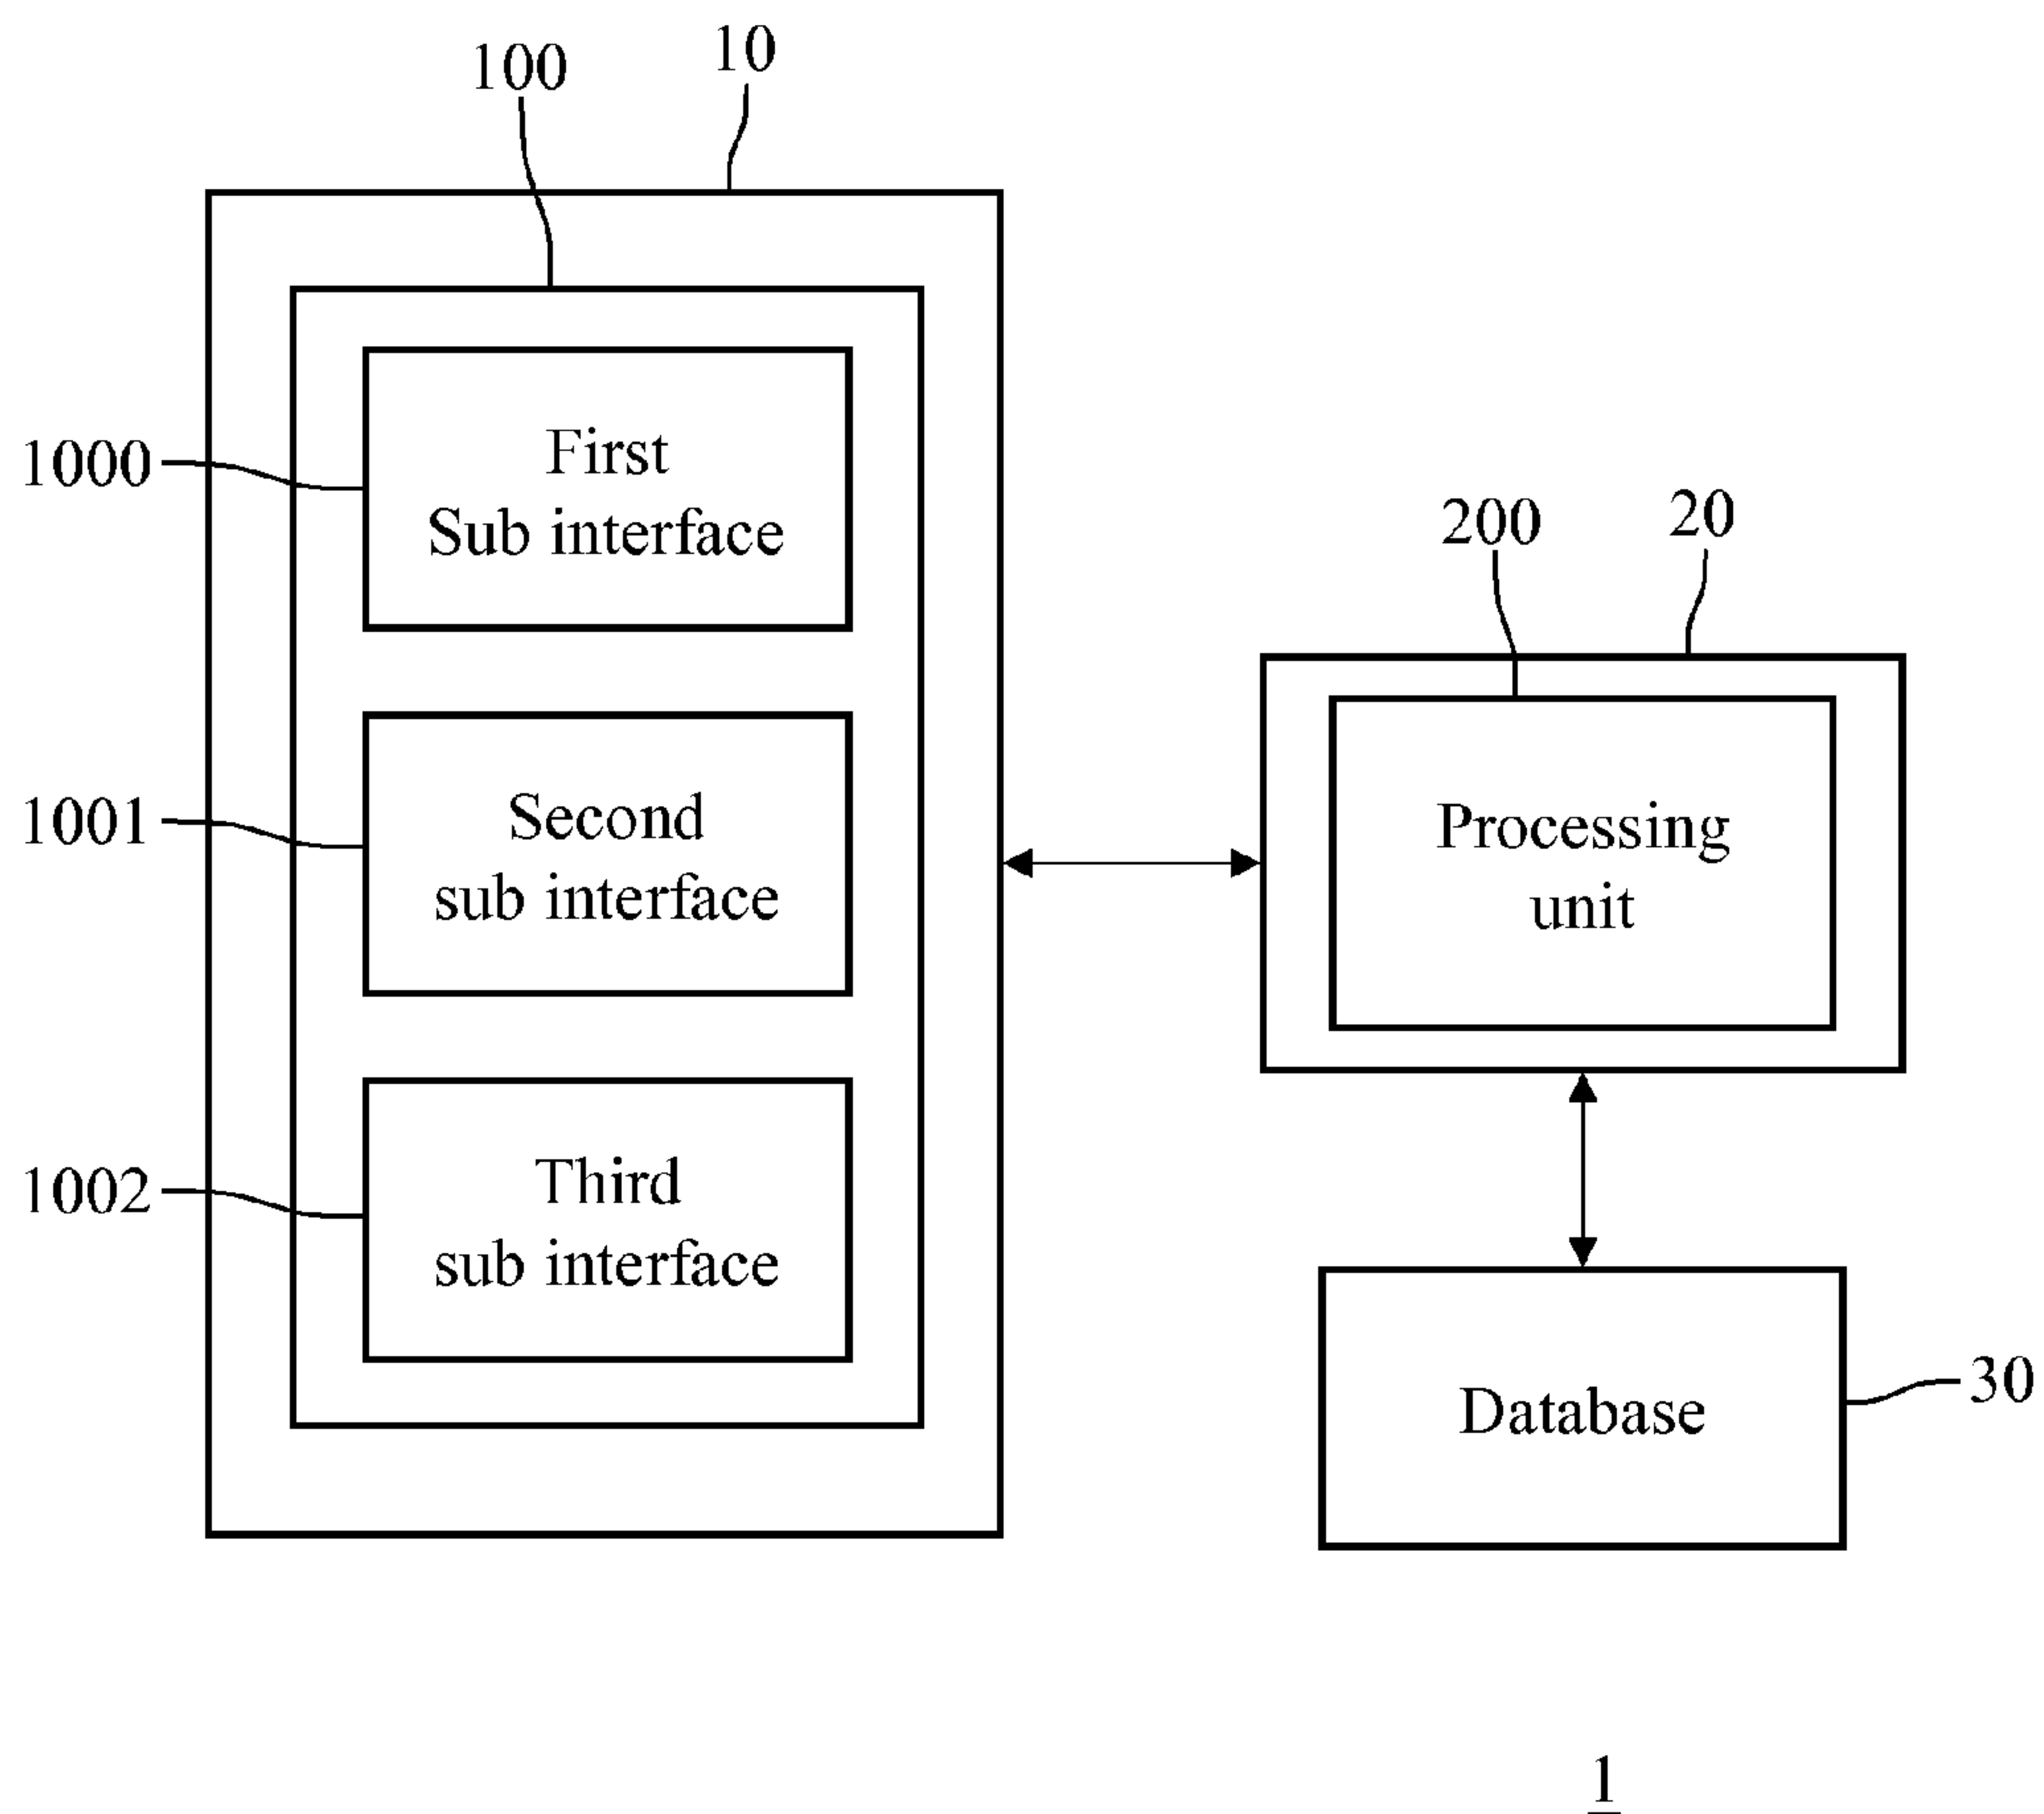 10
100
1000
First
Sub interface
200
20
1001
Second
sub interface
Processing
unit
1002
Third
sub interface
Database
30
1